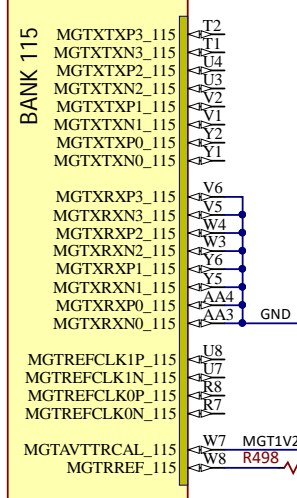 BANK 115
MGTXTXP3_115 T2
MGTXTXN3_115 T1
MGTXTXP2_115 U4
MGTXTXN2_115 U3
MGTXTXP1_115 V2
MGTXTXN1_115 V1
MGTXTXP0_115 Y2
MGTXTXN0_115 Y1
MGTXRXP3_115 V6
MGTXRXN3_115 V5
MGTXRXP2_115 W4
MGTXRXN2_115 W3
MGTXRXP1_115 Y6
MGTXRXN1_115 Y5
MGTXRXP0_115 AA4
MGTXRXN0_115 AA3 GND
MGTREFCLK1P_115 U8
MGTREFCLK1N_115 U7
MGTREFCLK0P_115 R8
MGTREFCLK0N_115 R7
MGTAVTTRCAL_115 W7 MGT1V2
MGTRREF_115 W8 R498